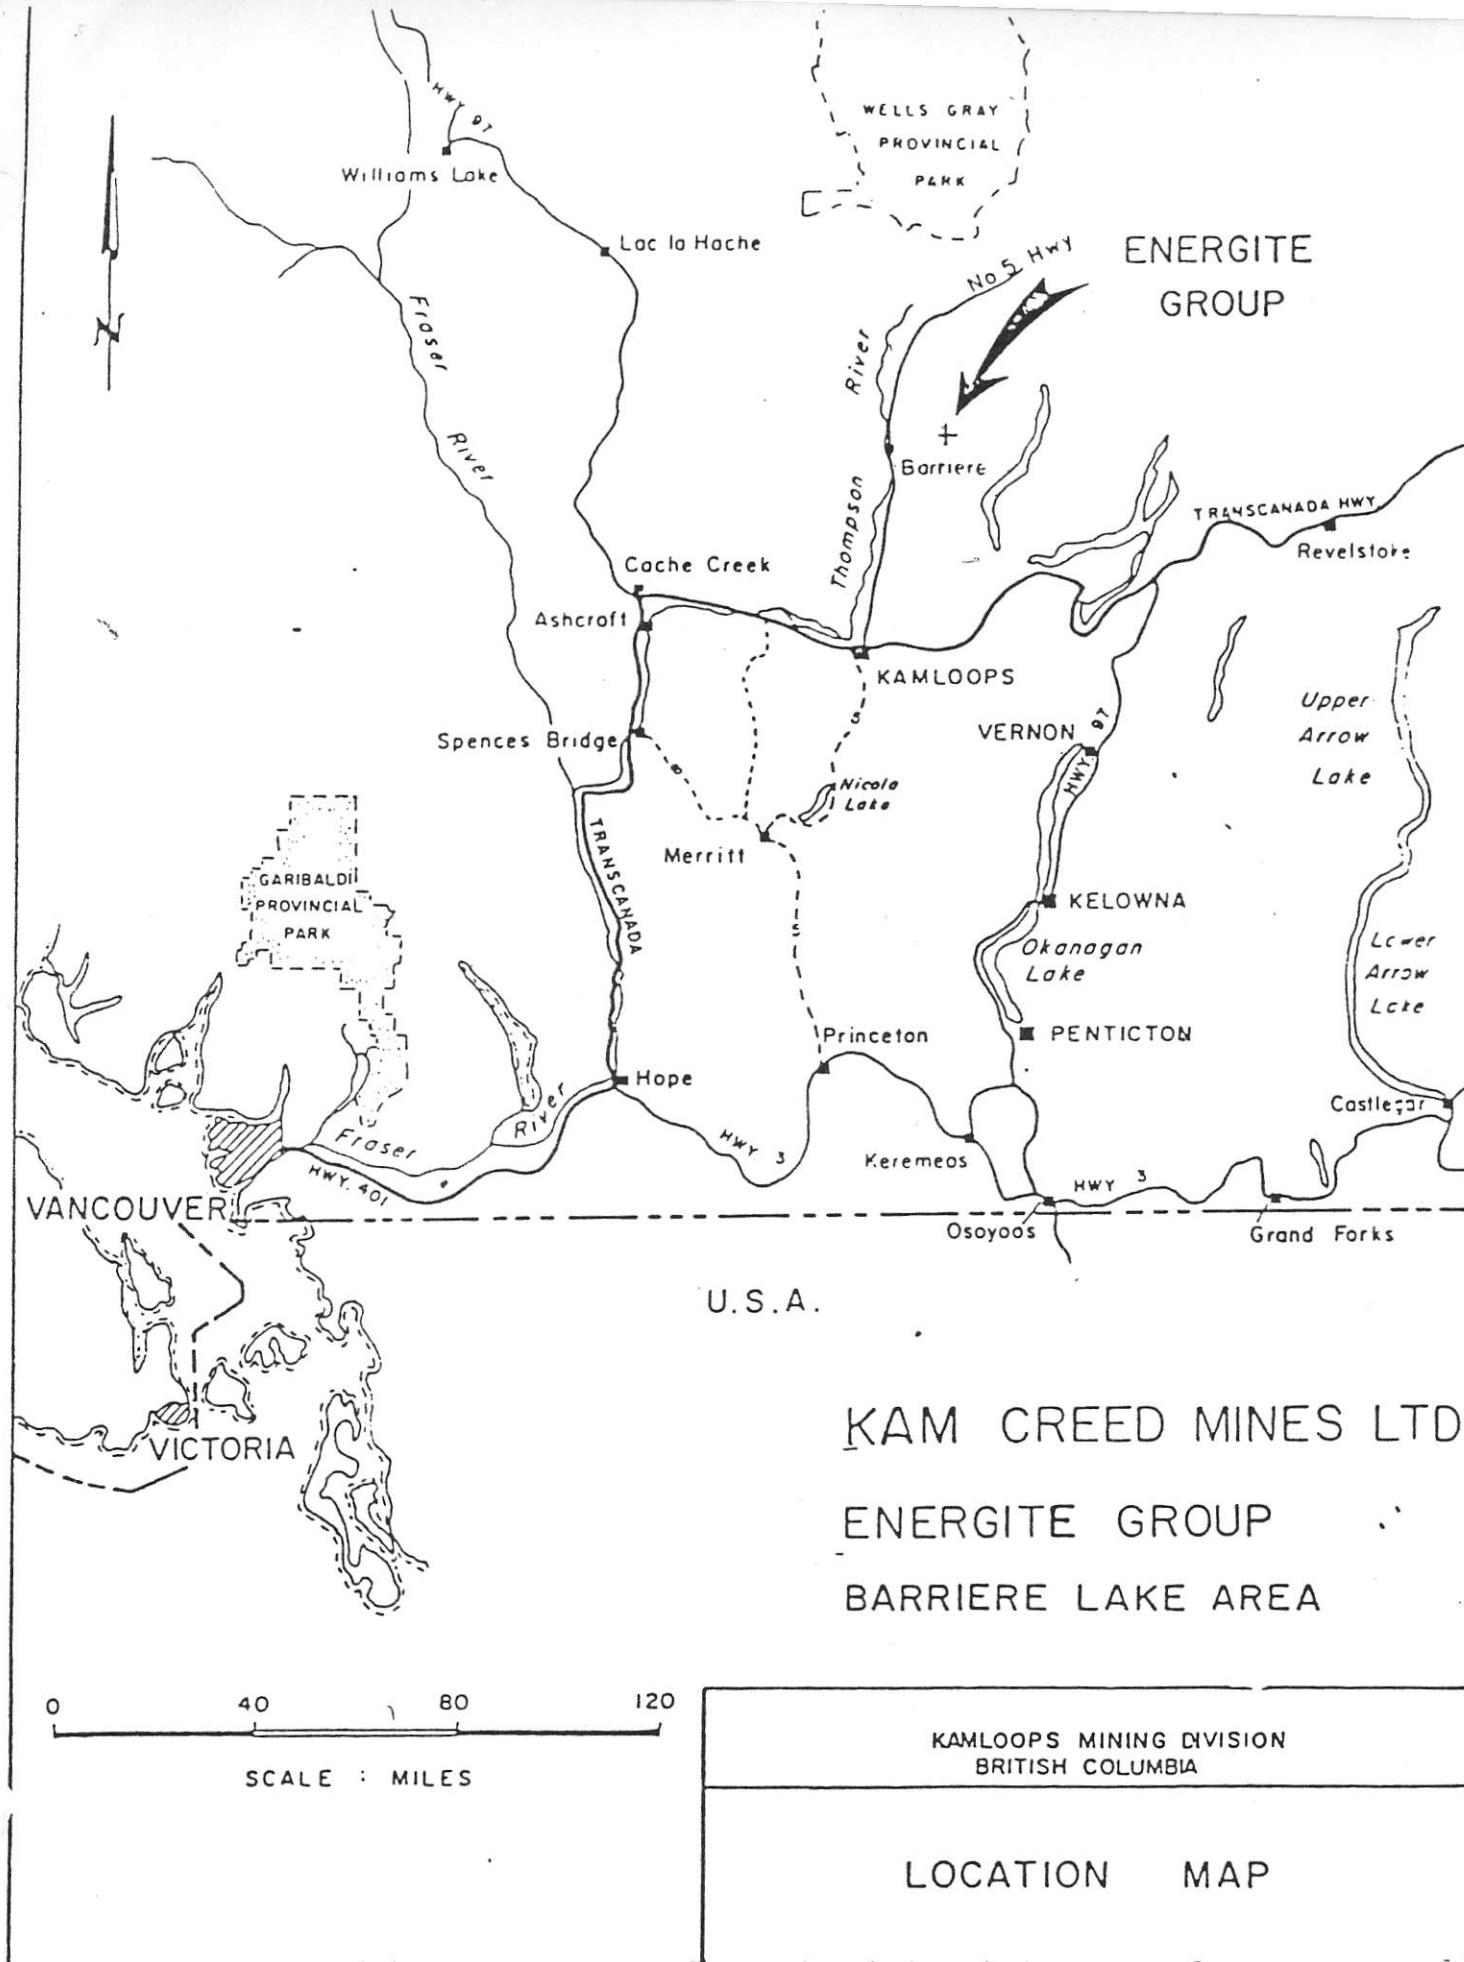 HWY 97
WELLS GRAY
PROVINCIAL
PARK
Williams Lake
Lac la Hache
No 5 HWY
ENERGITE
GROUP
Fraser
River
River
Barriere
Thompson
TRANSCANADA HWY
Revelstoke
Cache Creek
Ashcroft
KAMLOOPS
N
5
Upper
Arrow
Lake
VERNON
HWY 97
Spences Bridge
8
Nicola
Lake
Merritt
TRANSCANADA
GARIBALDI
PROVINCIAL
PARK
KELOWNA
5
Okanagan
Lake
Lower
Arrow
Lake
PENTICTON
Princeton
Hope
Castlegar
Fraser
River
HWY 3
Keremeos
HWY. 401
HWY 3
VANCOUVER
Osoyoos
Grand Forks
U.S.A.
VICTORIA
KAM CREED MINES LTD
ENERGITE GROUP
BARRIERE LAKE AREA
0 40 80 120
SCALE : MILES
KAMLOOPS MINING DIVISION
BRITISH COLUMBIA
LOCATION MAP